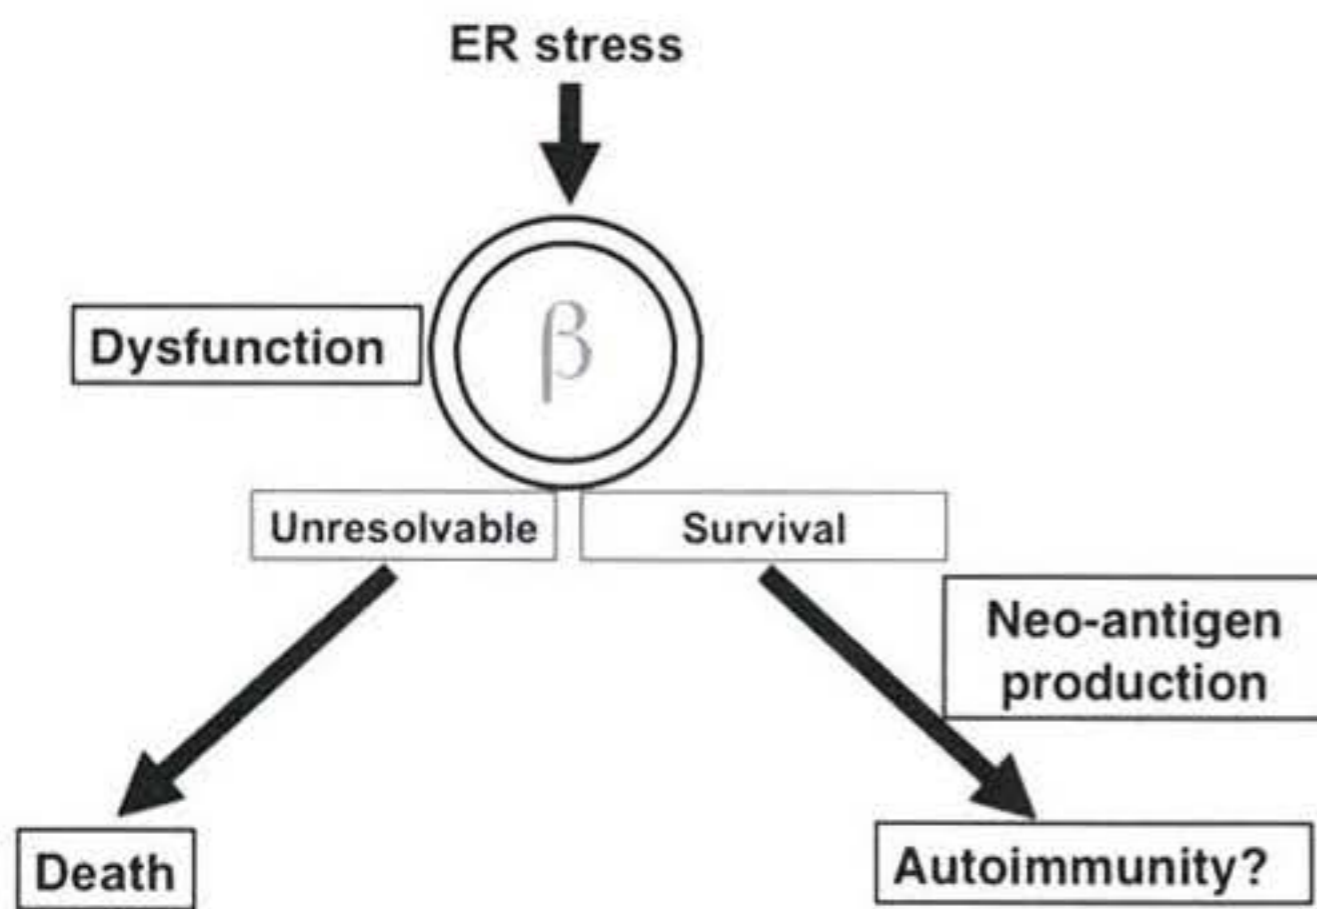 ER stress
Dysfunction
β
Unresolvable
Survival
Neo-antigen
production
Death
Autoimmunity?